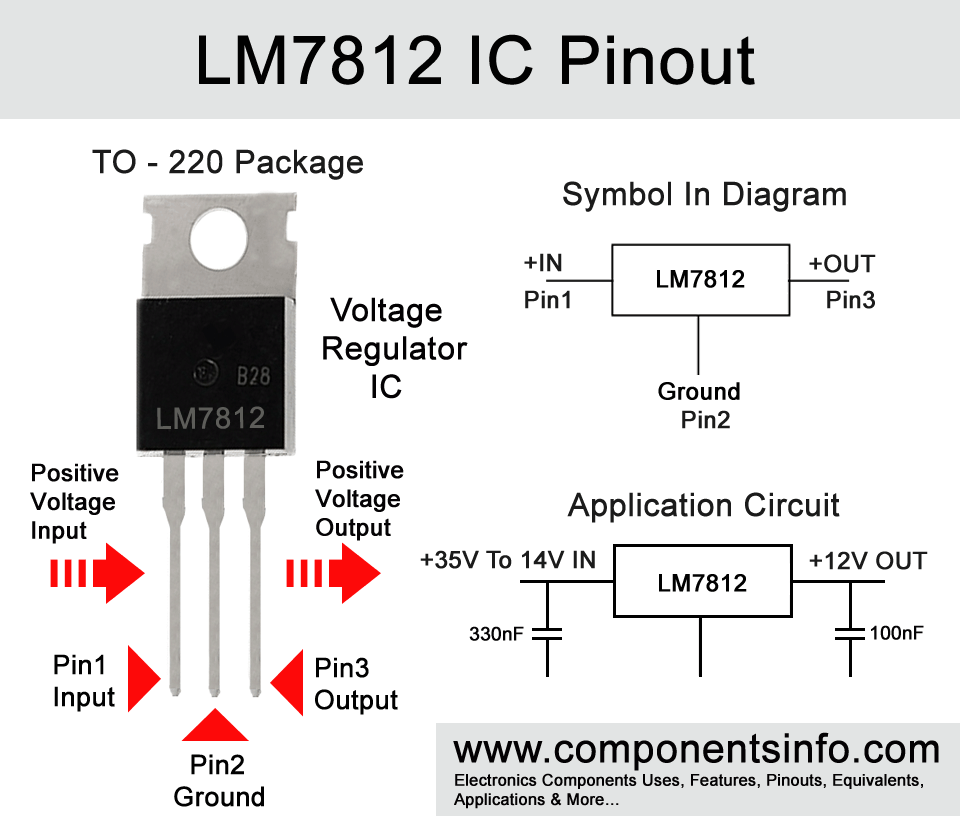 LM7812 IC Pinout
TO - 220 Package
B28
LM7812
Voltage
Regulator
IC
Positive
Voltage
Input
Positive
Voltage
Output
Pin1
Input
Pin3
Output
Pin2
Ground
Symbol In Diagram
+IN
Pin1
LM7812
+OUT
Pin3
Ground
Pin2
Application Circuit
+35V To 14V IN
LM7812
+12V OUT
330nF
100nF
www.componentsinfo.com
Electronics Components Uses, Features, Pinouts, Equivalents,
Applications & More...